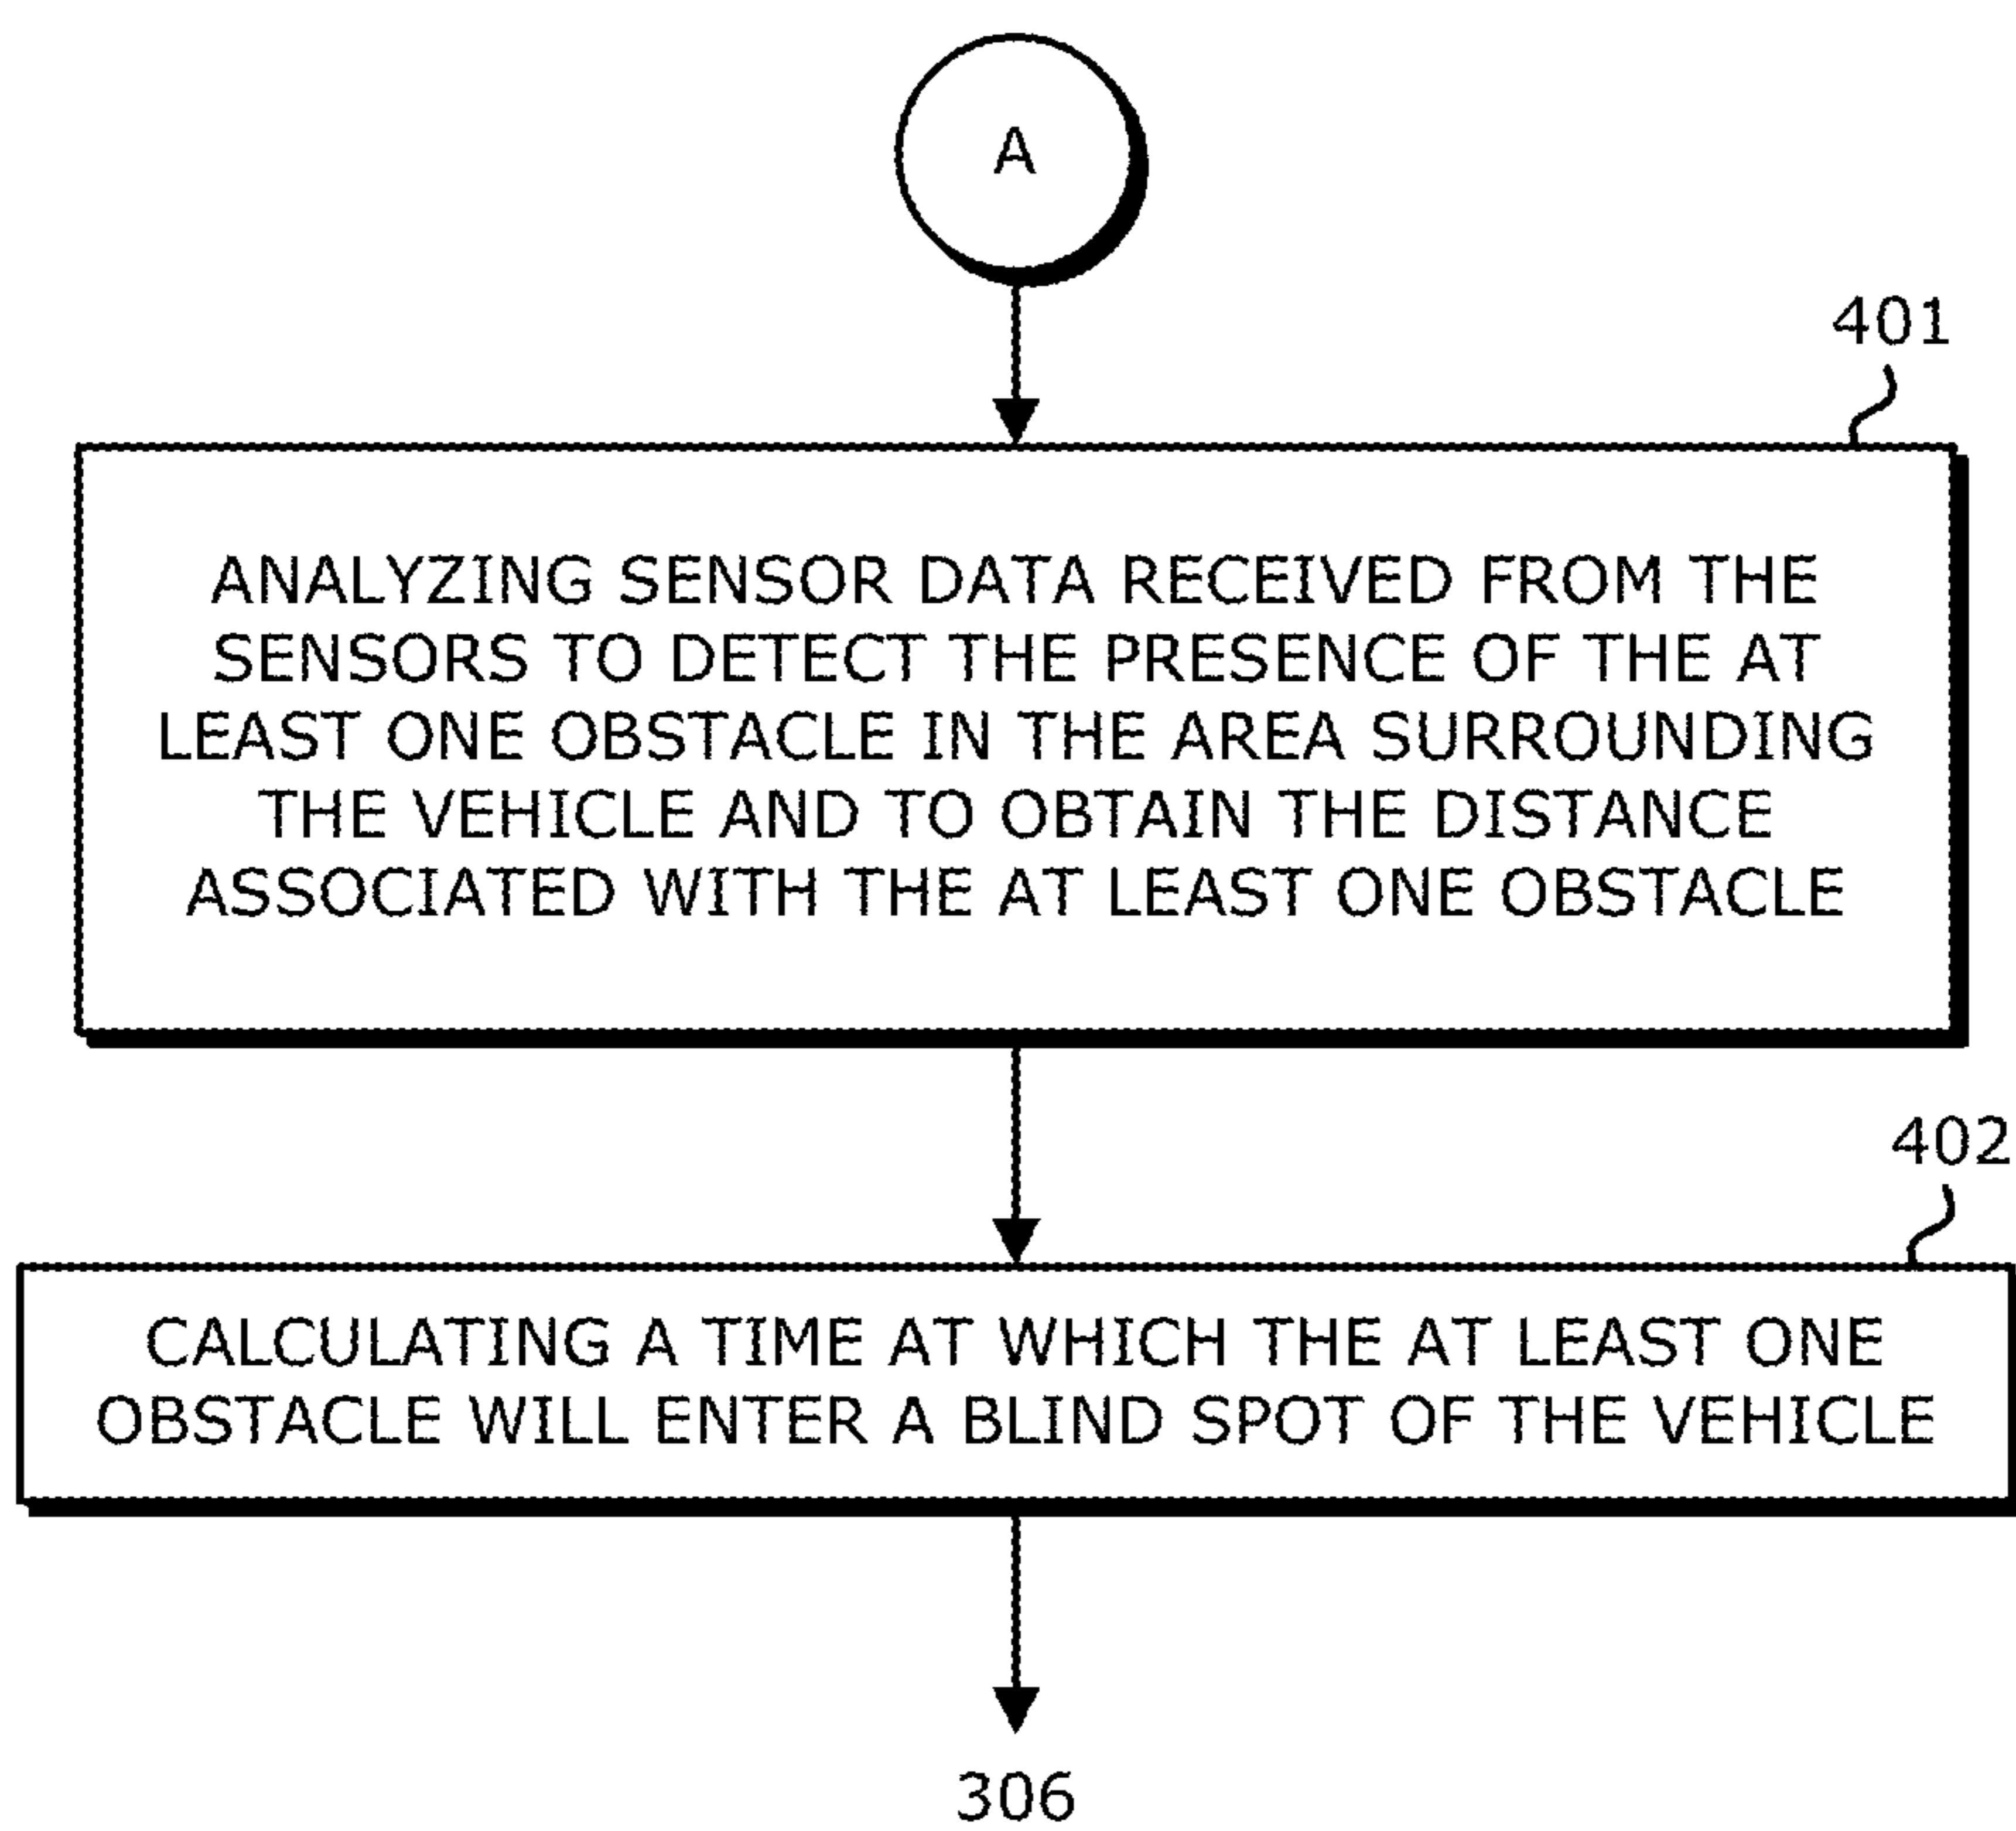 A
401
ANALYZING SENSOR DATA RECEIVED FROM THE
SENSORS TO DETECT THE PRESENCE OF THE AT
LEAST ONE OBSTACLE IN THE AREA SURROUNDING
THE VEHICLE AND TO OBTAIN THE DISTANCE
ASSOCIATED WITH THE AT LEAST ONE OBSTACLE
402
CALCULATING A TIME AT WHICH THE AT LEAST ONE
OBSTACLE WILL ENTER A BLIND SPOT OF THE VEHICLE
306